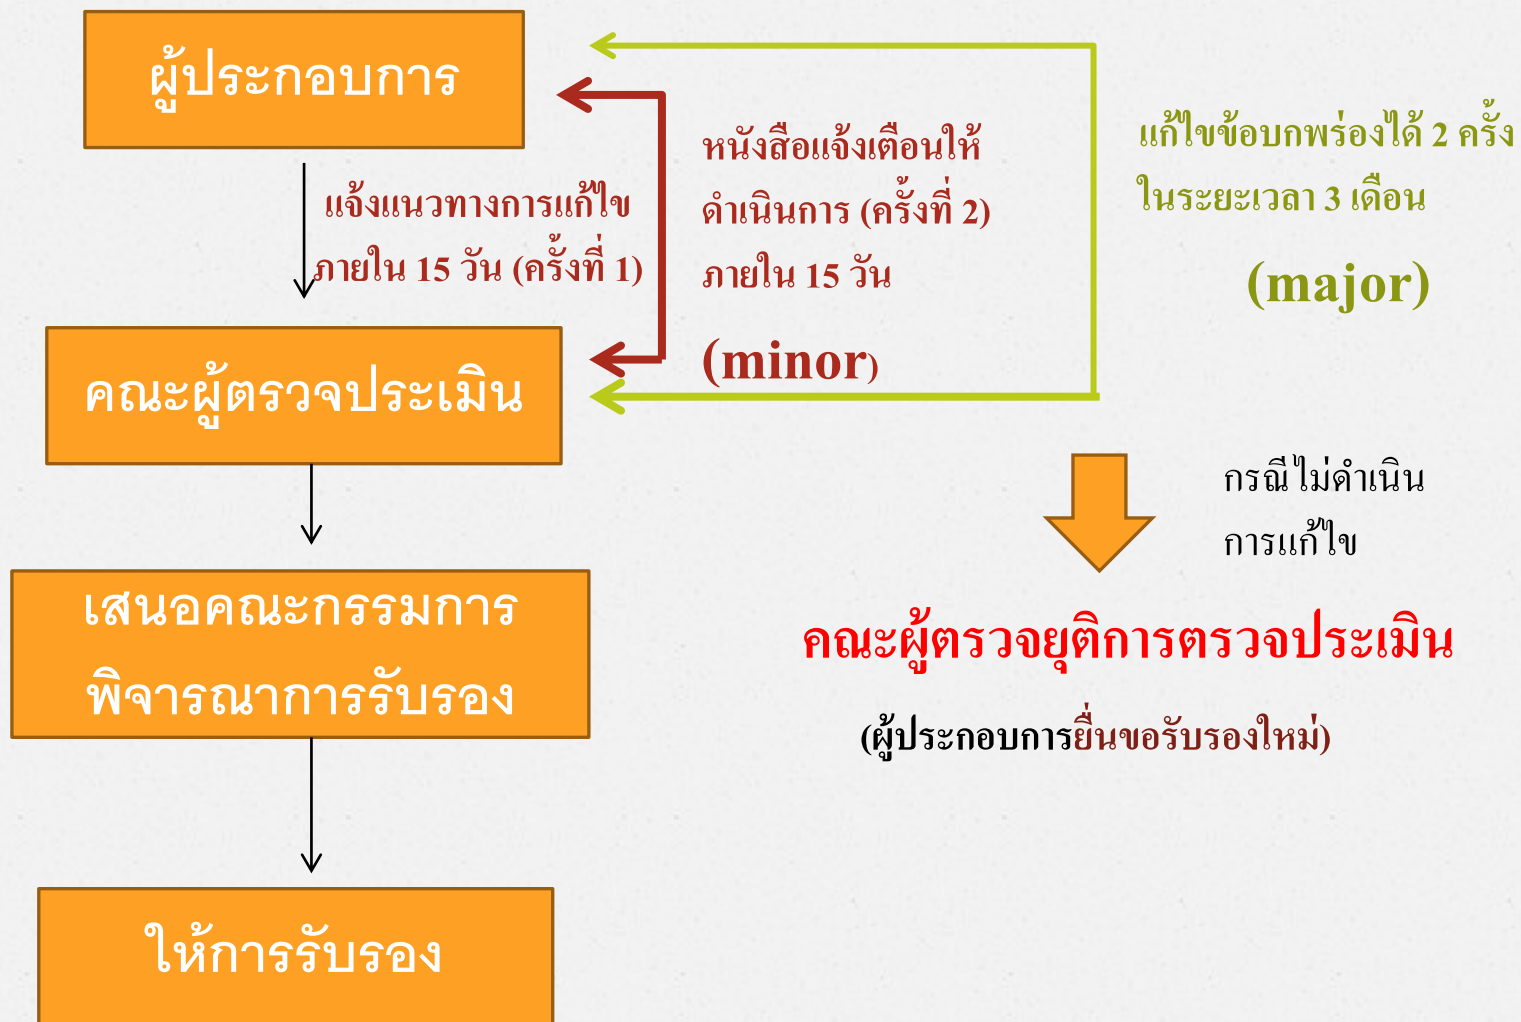 ผู้ประกอบการ
แจ้งแนวทางการแก้ไข
ภายใน 15 วัน (ครั้งที่ 1)
หนังสือแจ้งเตือนให้
ดำเนินการ (ครั้งที่ 2)
ภายใน 15 วัน
(minor)
แก้ไขข้อบกพร่องได้ 2 ครั้ง
ในระยะเวลา 3 เดือน
(major)
คณะผู้ตรวจประเมิน
กรณีไม่ดำเนิน
การแก้ไข
เสนอคณะกรรมการ
พิจารณาการรับรอง
คณะผู้ตรวจยุติการตรวจประเมิน
(ผู้ประกอบการยื่นขอรับรองใหม่)
ให้การรับรอง